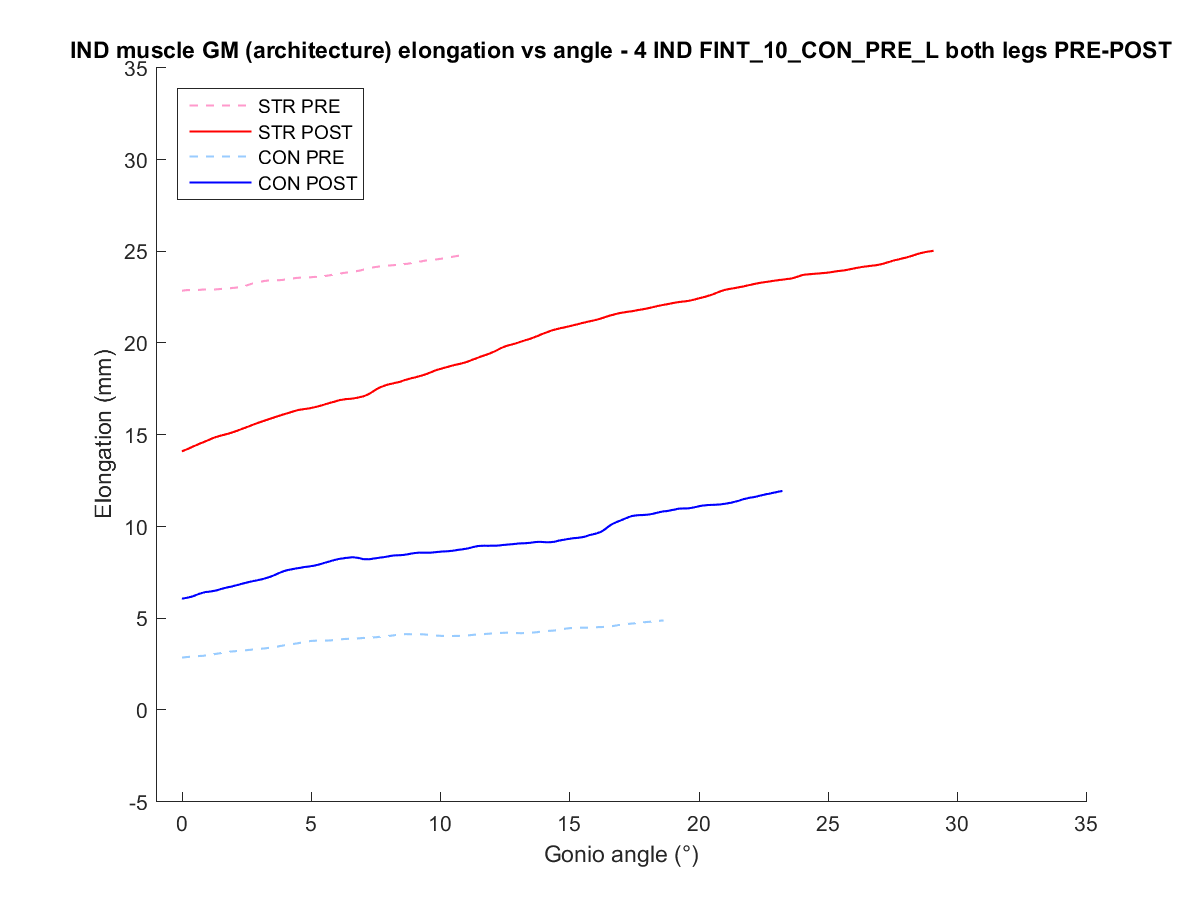 IND muscle GM (architecture) elongation vs angle - 4 IND FINT_10_CON_PRE_L both legs PRE-POST
35
30
25
20
15
10
5
0
-5
Elongation (mm)
STR PRE
STR POST
CON PRE
CON POST
0 5 10 15 20 25 30 35
Gonio angle (°)